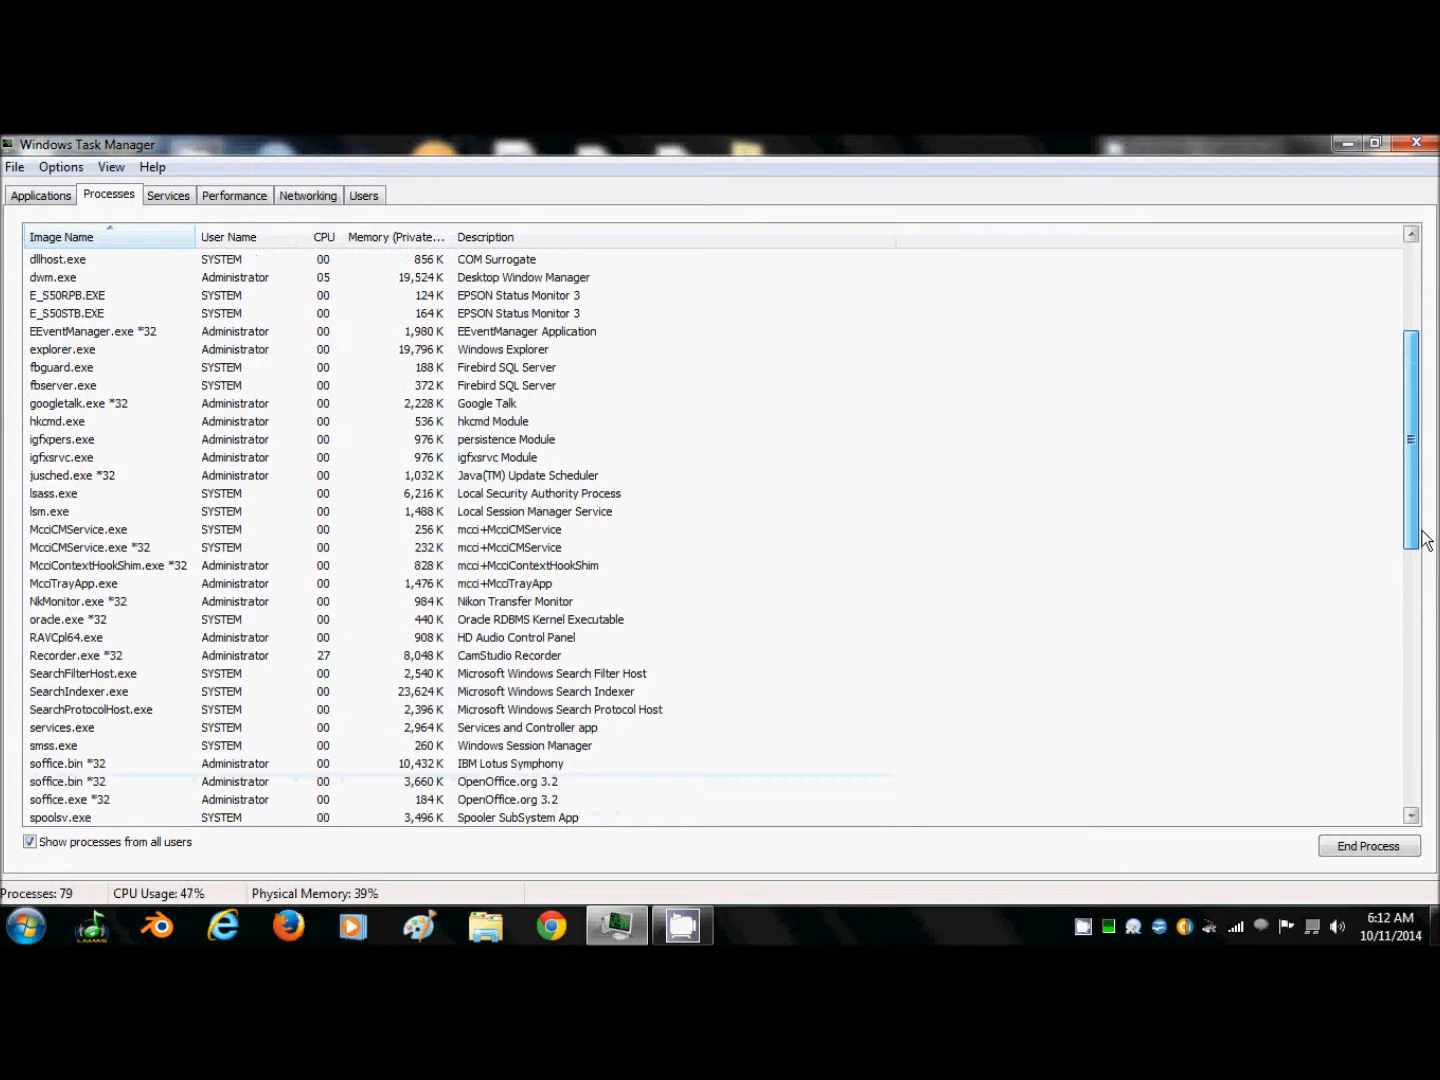 Windows Task Manager
File Options View Help
Applications Processes Services Performance Networking Users
Image Name User Name CPU Memory (Private... Description
dllhost.exe SYSTEM 00 856 K COM Surrogate
dwm.exe Administrator 05 19,524 K Desktop Window Manager
E_S50RPB.EXE SYSTEM 00 124 K EPSON Status Monitor 3
E_S50STB.EXE SYSTEM 00 164 K EPSON Status Monitor 3
EEventManager.exe *32 Administrator 00 1,980 K EEventManager Application
explorer.exe Administrator 00 19,796 K Windows Explorer
fbguard.exe SYSTEM 00 188 K Firebird SQL Server
fbserver.exe SYSTEM 00 372 K Firebird SQL Server
googletalk.exe *32 Administrator 00 2,228 K Google Talk
hkcmd.exe Administrator 00 536 K hkcmd Module
igfxpers.exe Administrator 00 976 K persistence Module
igfxsrvc.exe Administrator 00 976 K igfxsrvc Module
jusched.exe *32 Administrator 00 1,032 K Java(TM) Update Scheduler
lsass.exe SYSTEM 00 6,216 K Local Security Authority Process
lsm.exe SYSTEM 00 1,488 K Local Session Manager Service
McciCMService.exe SYSTEM 00 256 K mcci+McciCMService
McciCMService.exe *32 SYSTEM 00 232 K mcci+McciCMService
McciContextHookShim.exe *32 Administrator 00 828 K mcci+McciContextHookShim
McciTrayApp.exe Administrator 00 1,476 K mcci+McciTrayApp
NkMonitor.exe *32 Administrator 00 984 K Nikon Transfer Monitor
oracle.exe *32 SYSTEM 00 440 K Oracle RDBMS Kernel Executable
RAVCpl64.exe Administrator 00 908 K HD Audio Control Panel
Recorder.exe *32 Administrator 27 8,048 K CamStudio Recorder
SearchFilterHost.exe SYSTEM 00 2,540 K Microsoft Windows Search Filter Host
SearchIndexer.exe SYSTEM 00 23,624 K Microsoft Windows Search Indexer
SearchProtocolHost.exe SYSTEM 00 2,396 K Microsoft Windows Search Protocol Host
services.exe SYSTEM 00 2,964 K Services and Controller app
smss.exe SYSTEM 00 260 K Windows Session Manager
soffice.bin *32 Administrator 00 10,432 K IBM Lotus Symphony
soffice.bin *32 Administrator 00 3,660 K OpenOffice.org 3.2
soffice.exe *32 Administrator 00 184 K OpenOffice.org 3.2
spoolsv.exe SYSTEM 00 3,496 K Spooler SubSystem App
Show processes from all users End Process
Processes: 79 CPU Usage: 47% Physical Memory: 39%
LMMS
6:12 AM
10/11/2014